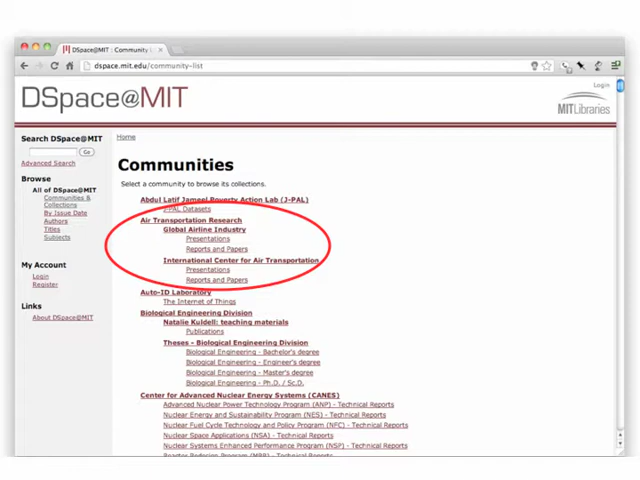 DSpace@MIT : Community L
dspace.mit.edu/community-list
Login
DSpace@MIT
MITLibraries
Search DSpace@MIT
Go
Advanced Search
Browse
All of DSpace@MIT
Communities &
Collections
By Issue Date
Authors
Titles
Subjects
My Account
Login
Register
Links
About DSpace@MIT
Home
Communities
Select a community to browse its collections.
Abdul Latif Jameel Poverty Action Lab (J-PAL)
J-PAL Datasets
Air Transportation Research
Global Airline Industry
Presentations
Reports and Papers
International Center for Air Transportation
Presentations
Reports and Papers
Auto-ID Laboratory
The Internet of Things
Biological Engineering Division
Natalie Kuldell: teaching materials
Publications
Theses - Biological Engineering Division
Biological Engineering - Bachelor's degree
Biological Engineering - Engineer's degree
Biological Engineering - Master's degree
Biological Engineering - Ph.D. / Sc.D.
Center for Advanced Nuclear Energy Systems (CANES)
Advanced Nuclear Power Technology Program (ANP) - Technical Reports
Nuclear Energy and Sustainability Program (NES) - Technical Reports
Nuclear Fuel Cycle Technology and Policy Program (NFC) - Technical Reports
Nuclear Space Applications (NSA) - Technical Reports
Nuclear Systems Enhanced Performance Program (NSP) - Technical Reports